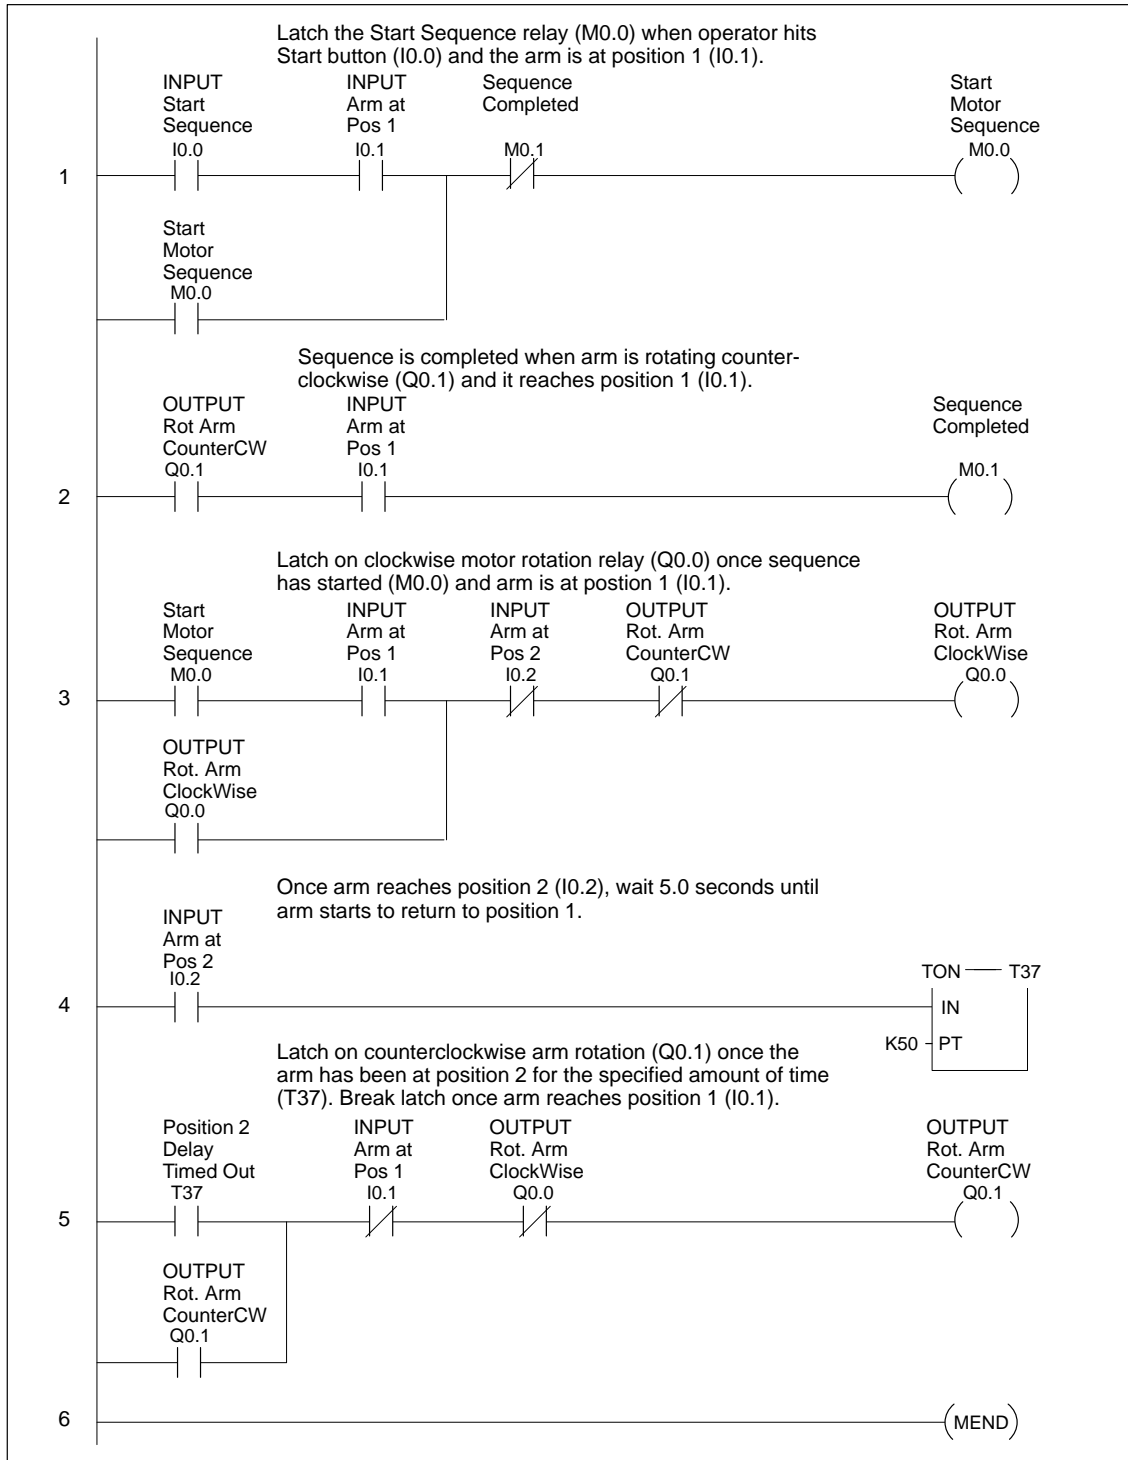 Latch the Start Sequence relay (M0.0) when operator hits
Start button (I0.0) and the arm is at position 1 (I0.1).
INPUT
Start
Sequence
I0.0
INPUT
Arm at
Pos 1
I0.1
Sequence
Completed
M0.1
Start
Motor
Sequence
M0.0
1
Start
Motor
Sequence
M0.0
Sequence is completed when arm is rotating counter-
clockwise (Q0.1) and it reaches position 1 (I0.1).
OUTPUT
Rot Arm
CounterCW
Q0.1
INPUT
Arm at
Pos 1
I0.1
Sequence
Completed
M0.1
2
Latch on clockwise motor rotation relay (Q0.0) once sequence
has started (M0.0) and arm is at postion 1 (I0.1).
Start
Motor
Sequence
M0.0
INPUT
Arm at
Pos 1
I0.1
INPUT
Arm at
Pos 2
I0.2
OUTPUT
Rot. Arm
CounterCW
Q0.1
OUTPUT
Rot. Arm
ClockWise
Q0.0
3
OUTPUT
Rot. Arm
ClockWise
Q0.0
Once arm reaches position 2 (I0.2), wait 5.0 seconds until
arm starts to return to position 1.
INPUT
Arm at
Pos 2
I0.2
TON T37
4
IN
K50 PT
Latch on counterclockwise arm rotation (Q0.1) once the
arm has been at position 2 for the specified amount of time
(T37). Break latch once arm reaches position 1 (I0.1).
Position 2
Delay
Timed Out
T37
INPUT
Arm at
Pos 1
I0.1
OUTPUT
Rot. Arm
ClockWise
Q0.0
OUTPUT
Rot. Arm
CounterCW
Q0.1
5
OUTPUT
Rot. Arm
CounterCW
Q0.1
6
MEND